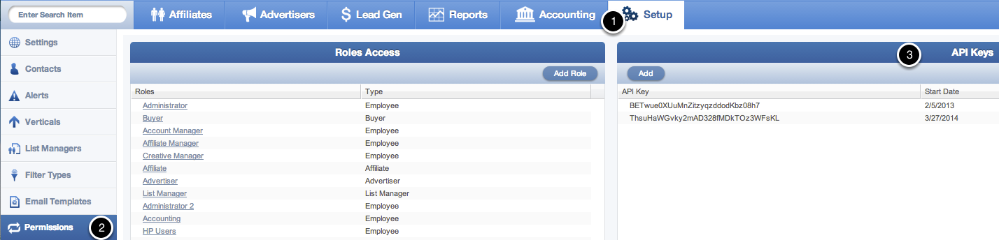 Enter Search Item Affiliates Advertisers $ Lead Gen Reports Accounting 1 Setup
Settings
Contacts
Alerts
Verticals
List Managers
Filter Types
Email Templates
Permissions 2
Roles Access
Add Role
Roles Type
Administrator Employee
Buyer Buyer
Account Manager Employee
Affiliate Manager Employee
Creative Manager Employee
Affiliate Affiliate
Advertiser Advertiser
List Manager List Manager
Administrator 2 Employee
Accounting Employee
HP Users Employee
3 API Keys
Add
API Key Start Date
BETwue0XUuMnZitzyqzddodKbz08h7 2/5/2013
ThsuHaWGvky2mAD328fMDkTOz3WFsKL 3/27/2014